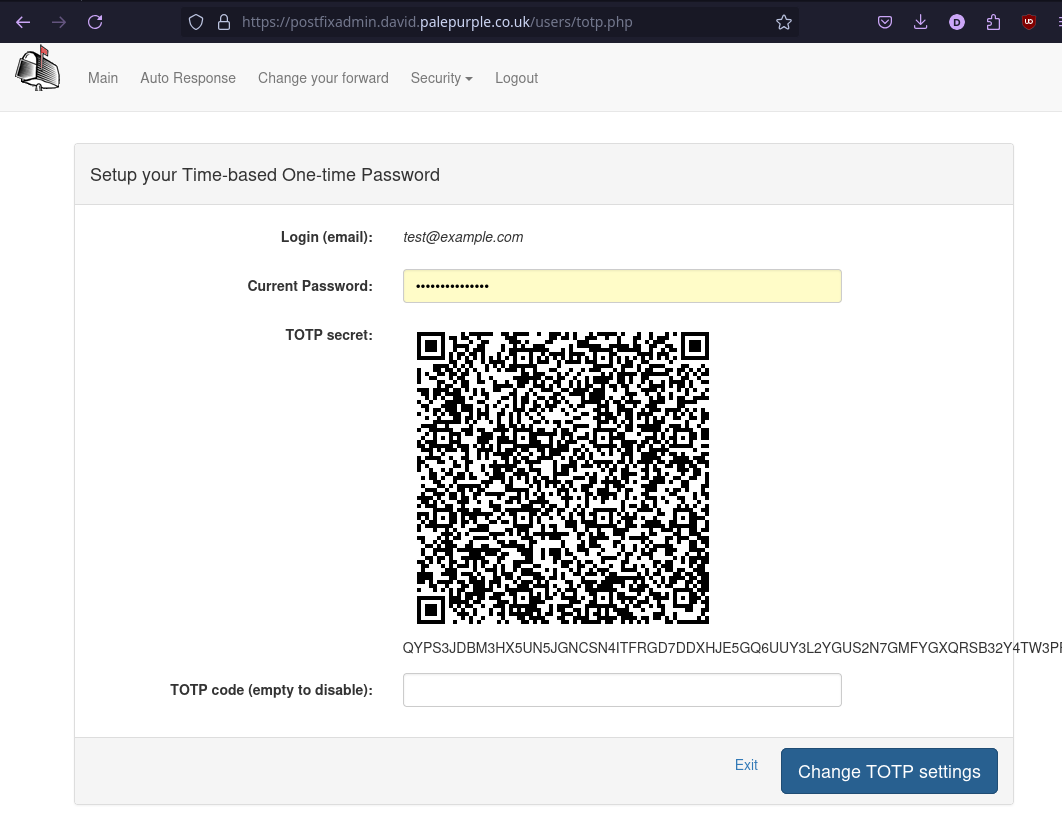 https://postfixadmin.david.palepurple.co.uk/users/totp.php
D
Main Auto Response Change your forward Security Logout
Setup your Time-based One-time Password
Login (email): test@example.com
Current Password: •••••••••••••••
TOTP secret:
QYPS3JDBM3HX5UN5JGNCSN4ITFRGD7DDXHJE5GQ6UUY3L2YGUS2N7GMFYGXQRSB32Y4TW3P
TOTP code (empty to disable):
Exit Change TOTP settings